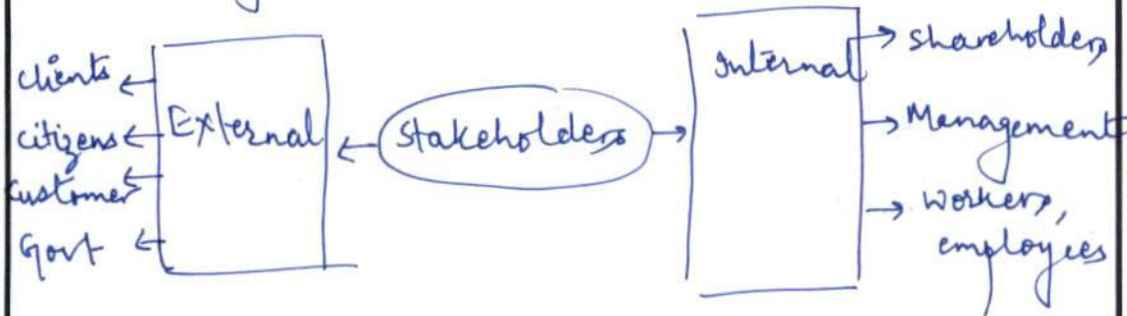 clients
citizens
customer
Govt
External
Stakeholders
Internal
shareholders
Management
workers,
employees